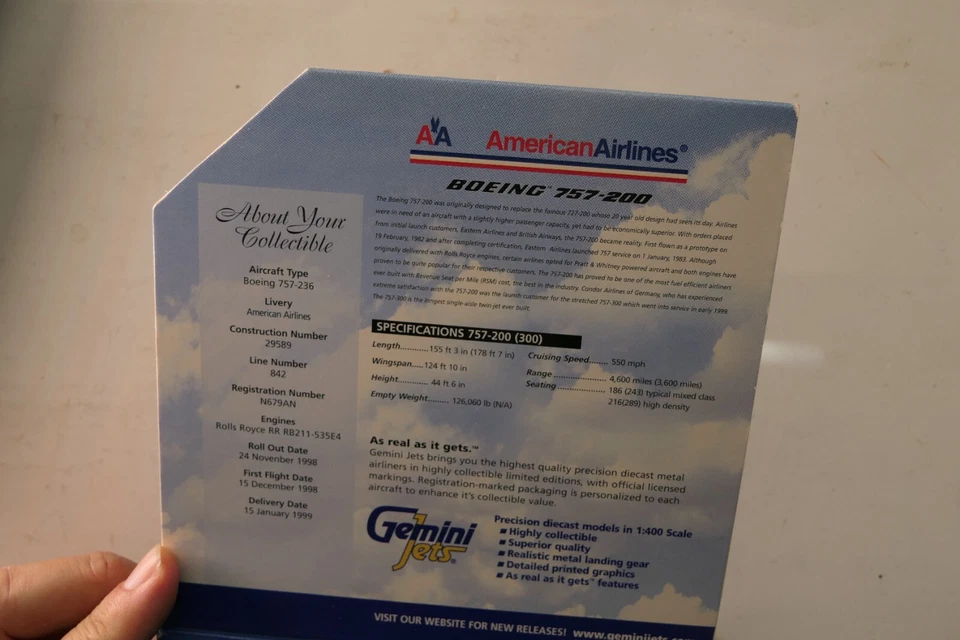 AA AmericanAirlines®
BOEING™ 757-200
The Boeing 757-200 was originally designed to replace the famous 727-200 whose 20 year old design had seen its day. Airlines
were in need of an aircraft with a slightly higher passenger capacity, yet had to be economically superior. With orders placed
from initial launch customers, Eastern Airlines and British Airways, the 757-200 became reality. First flown as a prototype on
19 February, 1982 and after completing certification, Eastern Airlines launched 757 service on 1 January, 1983. Although
originally delivered with Rolls Royce engines, certain airlines opted for Pratt & Whitney powered aircraft and both engines have
proven to be quite popular for their respective customers. The 757-200 has proved to be one of the most fuel efficient airliners
ever built with Revenue Seat per Mile (RSM) cost, the best in the industry. Condor Airlines of Germany, who has experienced
extreme satisfaction with the 757-200 was the launch customer for the stretched 757-300 which went into service in early 1999.
The 757-300 is the longest single-aisle twin-jet ever built.
About Your
Collectible
Aircraft Type
Boeing 757-236
Livery
American Airlines
Construction Number
29589
Line Number
842
Registration Number
N679AN
Engines
Rolls Royce RR RB211-535E4
Roll Out Date
24 November 1998
First Flight Date
15 December 1998
Delivery Date
15 January 1999
SPECIFICATIONS 757-200 (300)
Length............155 ft 3 in (178 ft 7 in)
Wingspan.....124 ft 10 in
Height............ 44 ft 6 in
Empty Weight........ 126,060 lb (N/A)
Cruising Speed....... 550 mph
Range .................... 4,600 miles (3,600 miles)
Seating .................. 186 (243) typical mixed class
216(289) high density
As real as it gets.™
Gemini Jets brings you the highest quality precision diecast metal
airliners in highly collectible limited editions, with official licensed
markings. Registration-marked packaging is personalized to each
aircraft to enhance it's collectible value.
Gemini
Jets
Precision diecast models in 1:400 Scale
■ Highly collectible
■ Superior quality
■ Realistic metal landing gear
■ Detailed printed graphics
■ As real as it gets™ features
VISIT OUR WEBSITE FOR NEW RELEASES! www.geminijets.com